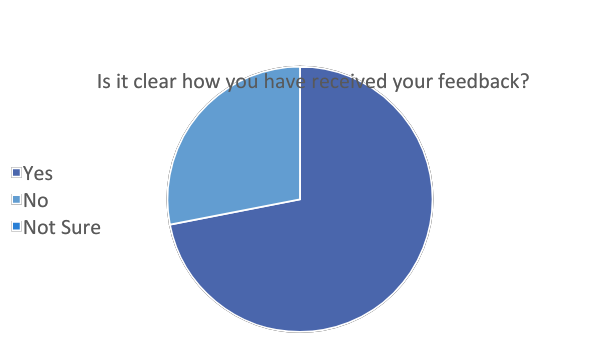 Is it clear how you have received your feedback?
Yes
No
Not Sure